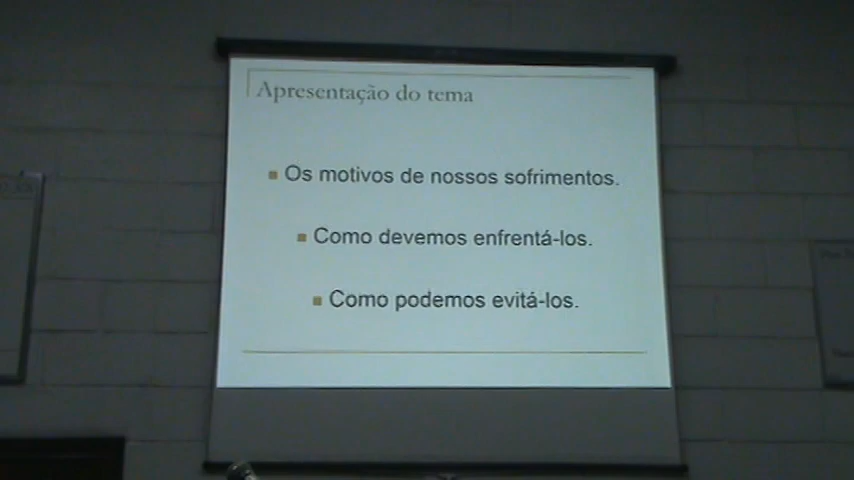 Apresentação do tema
Os motivos de nossos sofrimentos.
Como devemos enfrentá-los.
Como podemos evitá-los.